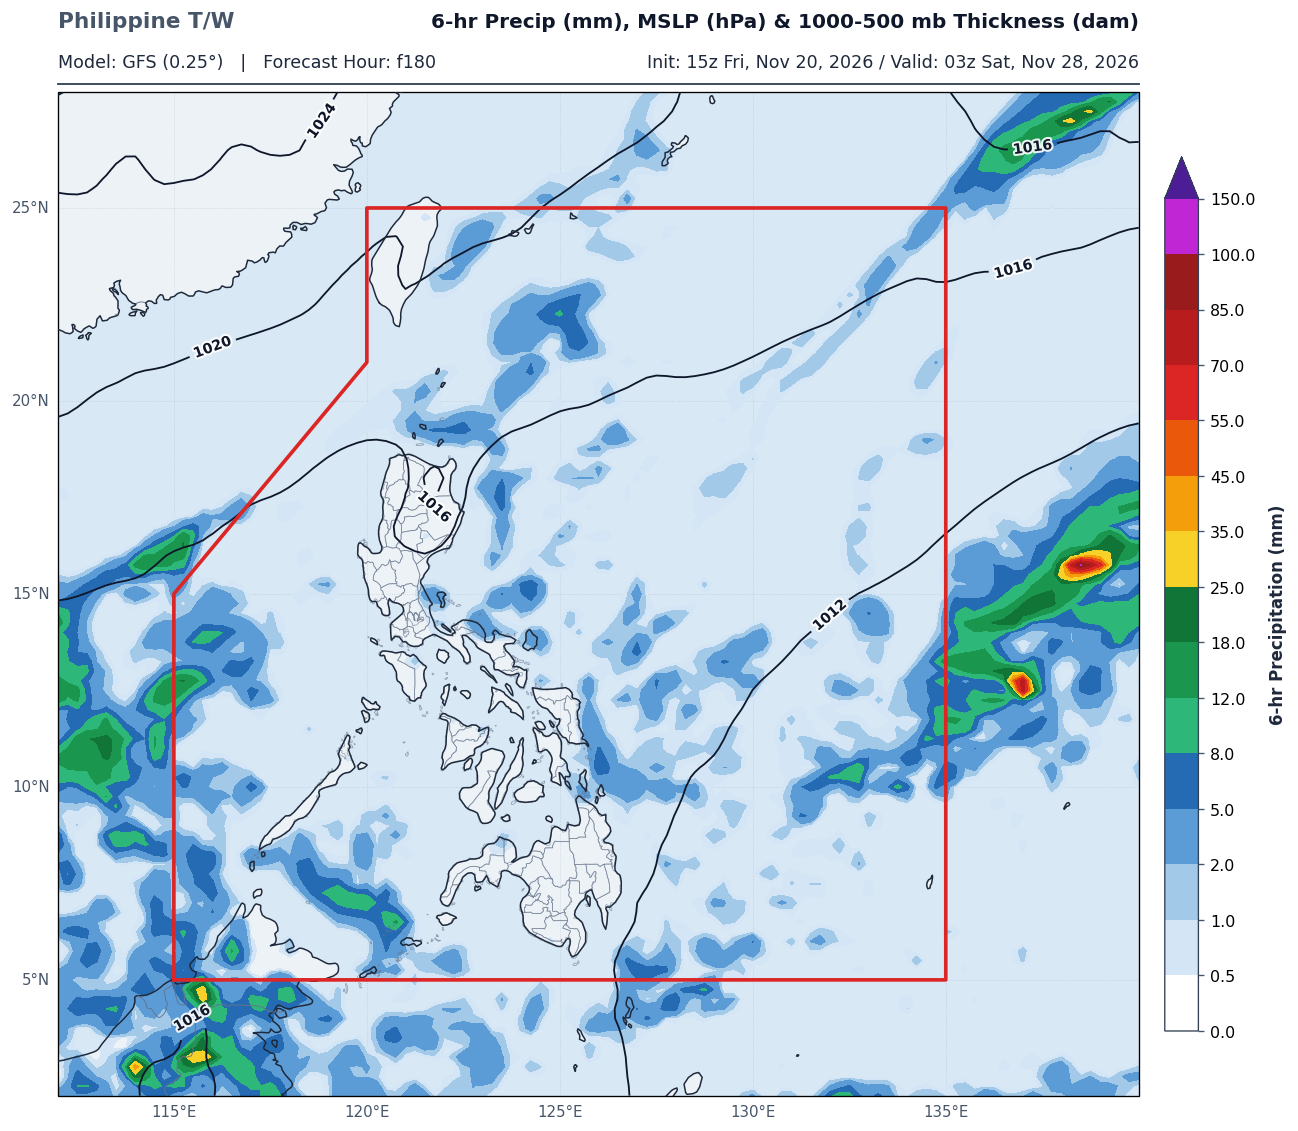 Philippine T/W
6-hr Precip (mm), MSLP (hPa) & 1000-500 mb Thickness (dam)
Model: GFS (0.25°) | Forecast Hour: f180
Init: 15z Fri, Nov 20, 2026 / Valid: 03z Sat, Nov 28, 2026
1024
1016
1016
1020
1016
1012
1016
25°N
20°N
15°N
10°N
5°N
115°E
120°E
125°E
130°E
135°E
150.0
100.0
85.0
70.0
55.0
45.0
35.0
25.0
18.0
12.0
8.0
5.0
2.0
1.0
0.5
0.0
6-hr Precipitation (mm)